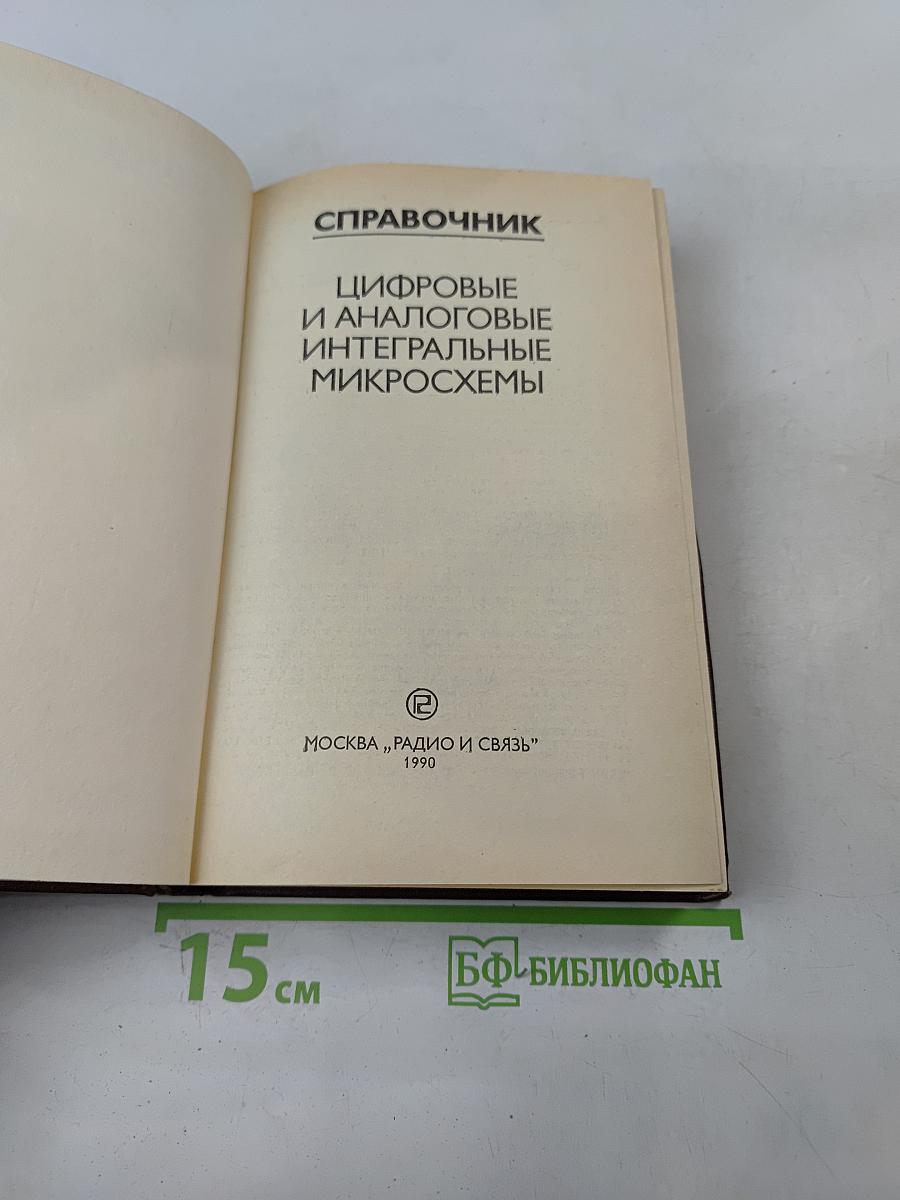 СПРАВОЧНИК
ЦИФРОВЫЕ
И АНАЛОГОВЫЕ
ИНТЕГРАЛЬНЫЕ
МИКРОСХЕМЫ
МОСКВА „РАДИО И СВЯЗЬ”
1990
15 см
БФ БИБЛИОФАН